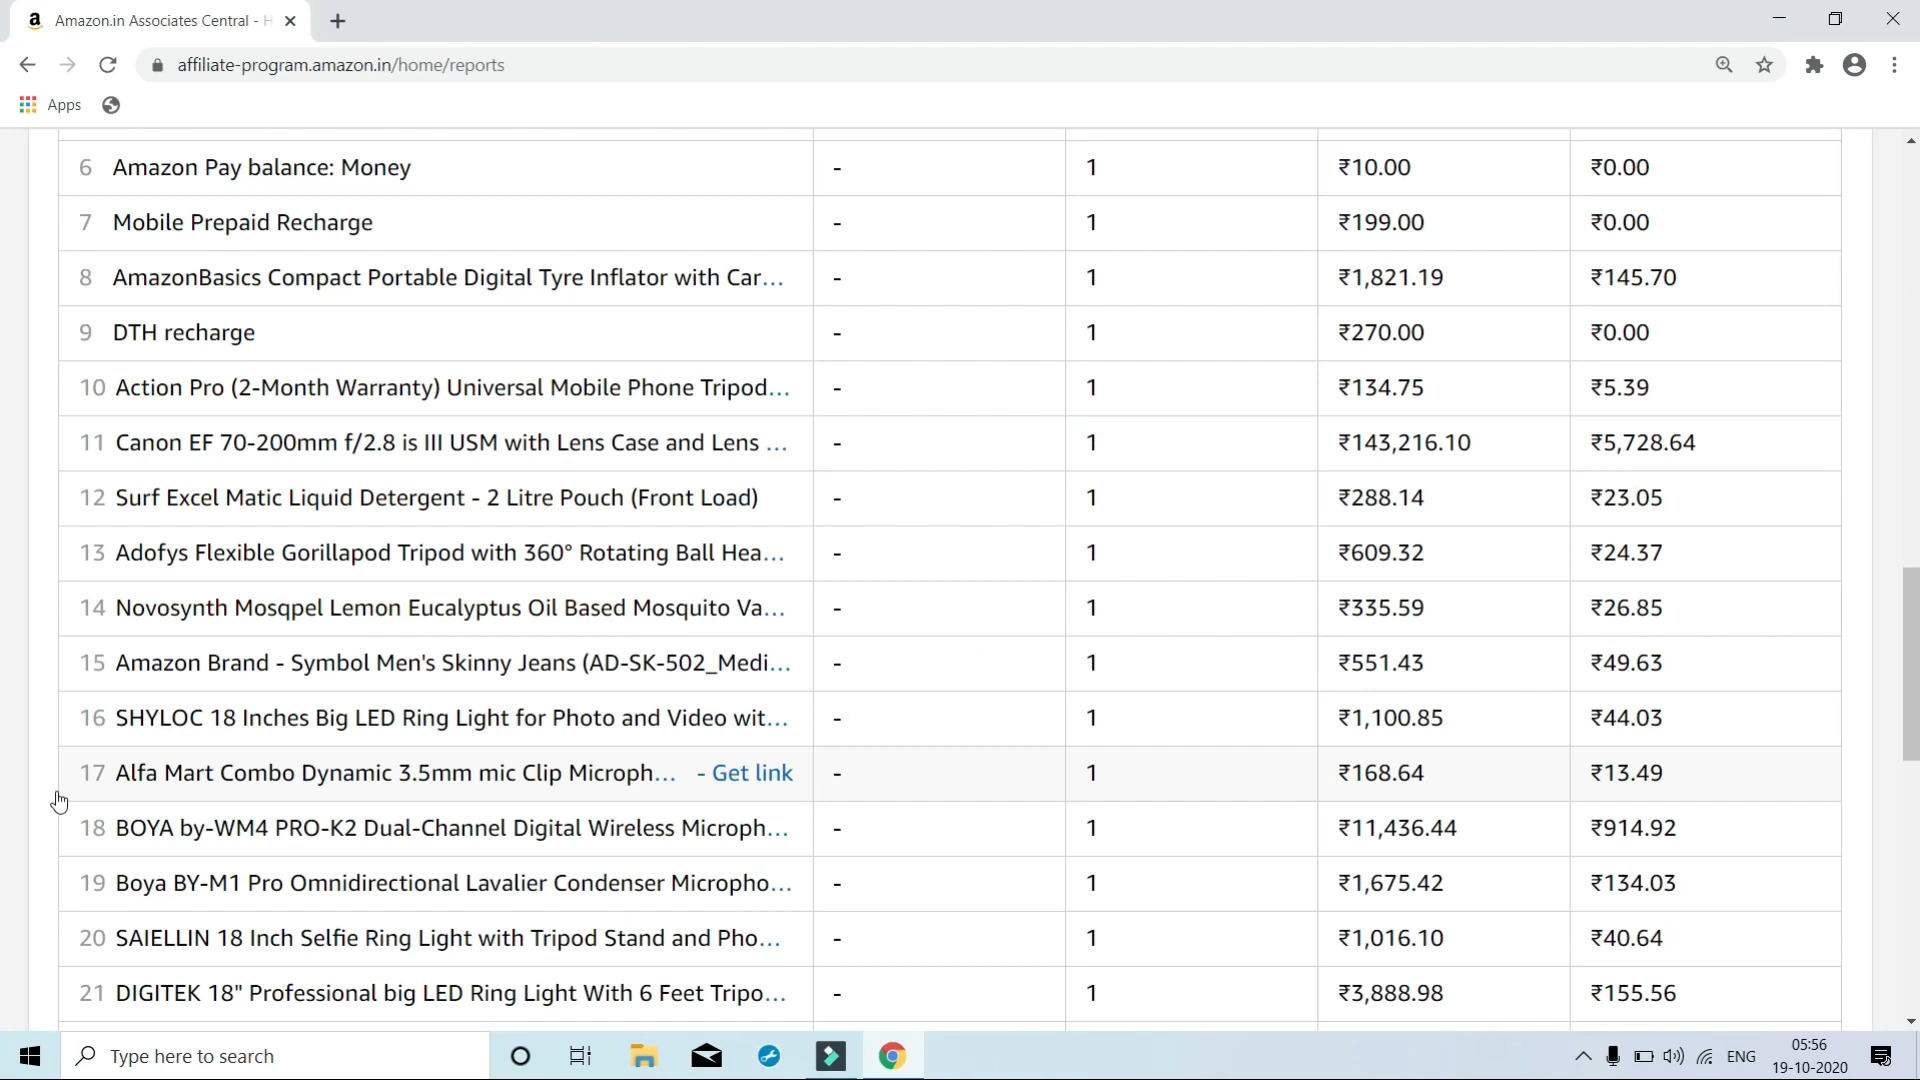 Amazon.in Associates Central - H
affiliate-program.amazon.in/home/reports
Apps
6 Amazon Pay balance: Money - 1 ₹10.00 ₹0.00
7 Mobile Prepaid Recharge - 1 ₹199.00 ₹0.00
8 AmazonBasics Compact Portable Digital Tyre Inflator with Car... - 1 ₹1,821.19 ₹145.70
9 DTH recharge - 1 ₹270.00 ₹0.00
10 Action Pro (2-Month Warranty) Universal Mobile Phone Tripod... - 1 ₹134.75 ₹5.39
11 Canon EF 70-200mm f/2.8 is III USM with Lens Case and Lens ... - 1 ₹143,216.10 ₹5,728.64
12 Surf Excel Matic Liquid Detergent - 2 Litre Pouch (Front Load) - 1 ₹288.14 ₹23.05
13 Adofys Flexible Gorillapod Tripod with 360° Rotating Ball Hea... - 1 ₹609.32 ₹24.37
14 Novosynth Mosqpel Lemon Eucalyptus Oil Based Mosquito Va... - 1 ₹335.59 ₹26.85
15 Amazon Brand - Symbol Men's Skinny Jeans (AD-SK-502_Medi... - 1 ₹551.43 ₹49.63
16 SHYLOC 18 Inches Big LED Ring Light for Photo and Video wit... - 1 ₹1,100.85 ₹44.03
17 Alfa Mart Combo Dynamic 3.5mm mic Clip Microph... - Get link - 1 ₹168.64 ₹13.49
18 BOYA by-WM4 PRO-K2 Dual-Channel Digital Wireless Microph... - 1 ₹11,436.44 ₹914.92
19 Boya BY-M1 Pro Omnidirectional Lavalier Condenser Micropho... - 1 ₹1,675.42 ₹134.03
20 SAIELLIN 18 Inch Selfie Ring Light with Tripod Stand and Pho... - 1 ₹1,016.10 ₹40.64
21 DIGITEK 18" Professional big LED Ring Light With 6 Feet Tripo... - 1 ₹3,888.98 ₹155.56
Type here to search
ENG
05:56
19-10-2020